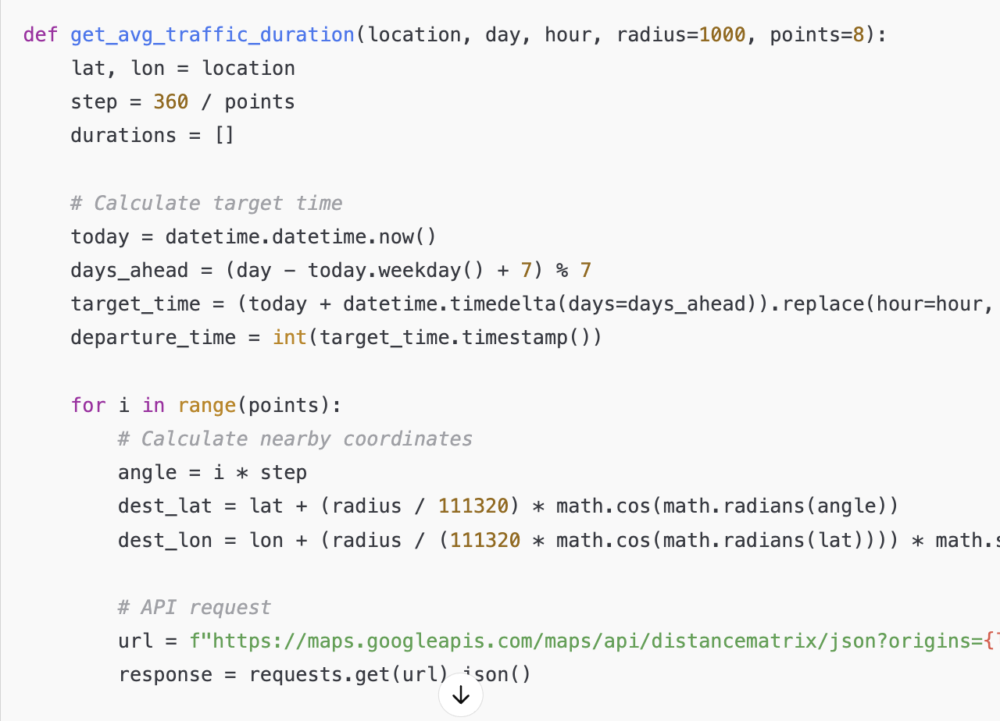 def get_avg_traffic_duration(location, day, hour, radius=1000, points=8):
    lat, lon = location
    step = 360 / points
    durations = []

    # Calculate target time
    today = datetime.datetime.now()
    days_ahead = (day - today.weekday() + 7) % 7
    target_time = (today + datetime.timedelta(days=days_ahead)).replace(hour=hour,
    departure_time = int(target_time.timestamp())

    for i in range(points):
        # Calculate nearby coordinates
        angle = i * step
        dest_lat = lat + (radius / 111320) * math.cos(math.radians(angle))
        dest_lon = lon + (radius / (111320 * math.cos(math.radians(lat)))) * math.

        # API request
        url = f"https://maps.googleapis.com/maps/api/distancematrix/json?origins={
        response = requests.get(url).json()